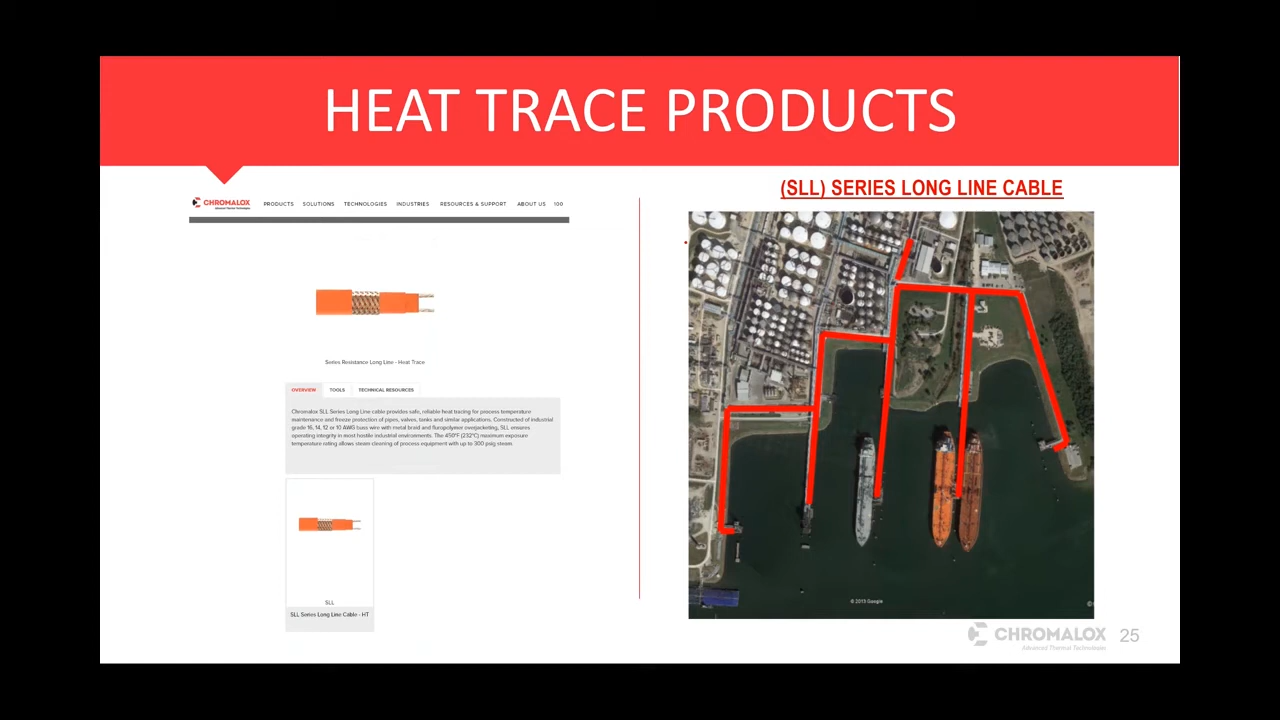 HEAT TRACE PRODUCTS
CHROMALOX
Advanced Thermal Technologies
PRODUCTS SOLUTIONS TECHNOLOGIES INDUSTRIES RESOURCES & SUPPORT ABOUT US 100
Series Resistance Long Line - Heat Trace
OVERVIEW TOOLS TECHNICAL RESOURCES
Chromalox SLL Series Long Line cable provides safe, reliable heat tracing for process temperature
maintenance and freeze protection of pipes, valves, tanks and similar applications. Constructed of industrial
grade 16, 14, 12 or 10 AWG buss wire with metal braid and fluropolymer overjacketing, SLL ensures
operating integrity in most hostile industrial environments. The 450°F (232°C) maximum exposure
temperature rating allows steam cleaning of process equipment with up to 300 psig steam.
SLL
SLL Series Long Line Cable - HT
(SLL) SERIES LONG LINE CABLE
© 2013 Google
©
CHROMALOX
Advanced Thermal Technologies
25